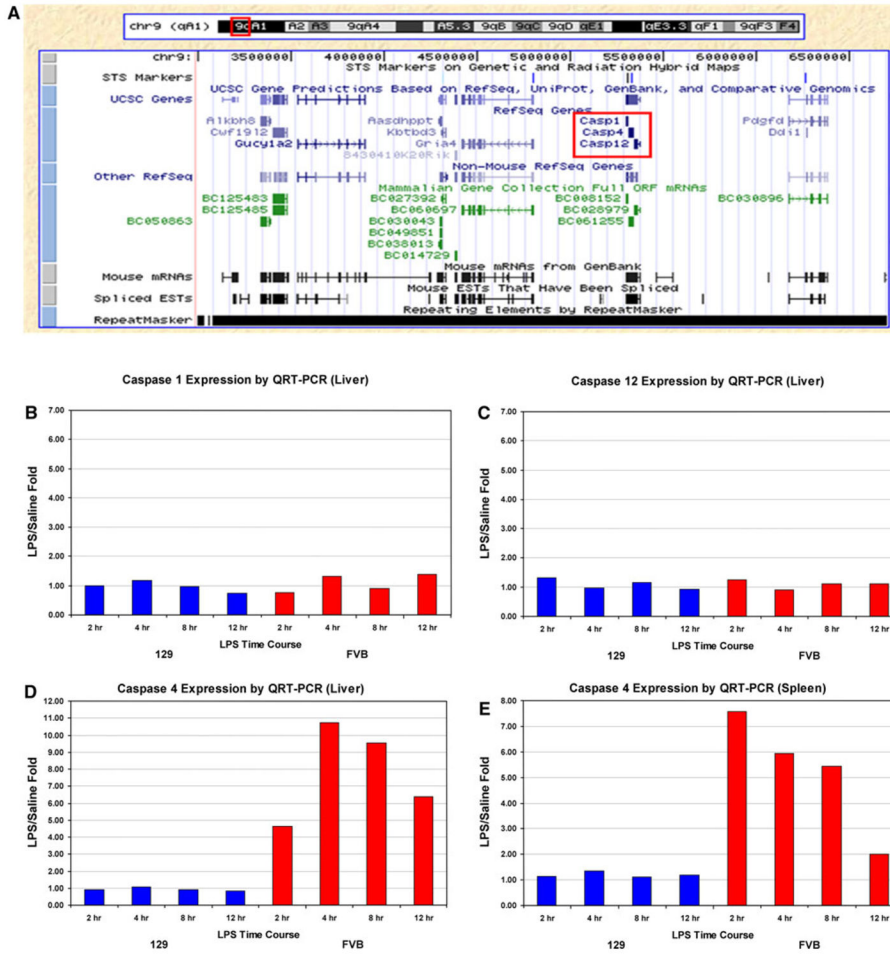 A
chr9 (qA1) 9qA1 A2 A3 9qA4 A5.3 9qB 9qC 9qD qE1 qE3.3 qF1 9qF3 F4
chr9: 3500000 4000000 4500000 5000000 5500000 6000000 6500000
STS Markers on Genetic and Radiation Hybrid Maps
STS Markers
UCSC Gene Predictions Based on RefSeq, UniProt, GenBank, and Comparative Genomics
UCSC Genes
RefSeq Genes
Alkbh8 Aasdhppt Casp1 Pdgfd
Cwf19l2 Kbtbd3 Casp4 Ddi1
Gucy1a2 Gria4 Casp12
B430410K20Rik
Non-Mouse RefSeq Genes
Other RefSeq
Mammalian Gene Collection Full ORF mRNAs
BC125483 BC027392 BC008152 BC030896
BC125485 BC060697 BC028979
BC050863 BC030043 BC061255
BC049851
BC038013
BC014729
Mouse mRNAs from GenBank
Mouse mRNAs
Mouse ESTs That Have Been Spliced
Spliced ESTs
Repeating Elements by RepeatMasker
RepeatMasker
Caspase 1 Expression by QRT-PCR (Liver)
B
7.00
6.00
5.00
4.00
3.00
2.00
1.00
0.00
LPS/Saline Fold
2 hr 4 hr 8 hr 12 hr 2 hr 4 hr 8 hr 12 hr
LPS Time Course
129 FVB
Caspase 12 Expression by QRT-PCR (Liver)
C
7.00
6.00
5.00
4.00
3.00
2.00
1.00
0.00
LPS/Saline Fold
2 hr 4 hr 8 hr 12 hr 2 hr 4 hr 8 hr 12 hr
LPS Time Course
129 FVB
Caspase 4 Expression by QRT-PCR (Liver)
D
12.00
11.00
10.00
9.00
8.00
7.00
6.00
5.00
4.00
3.00
2.00
1.00
0.00
LPS/Saline Fold
2 hr 4 hr 8 hr 12 hr 2 hr 4 hr 8 hr 12 hr
LPS Time Course
129 FVB
Caspase 4 Expression by QRT-PCR (Spleen)
E
8.00
7.00
6.00
5.00
4.00
3.00
2.00
1.00
0.00
LPS/Saline Fold
2 hr 4 hr 8 hr 12 hr 2 hr 4 hr 8 hr 12 hr
LPS Time Course
129 FVB